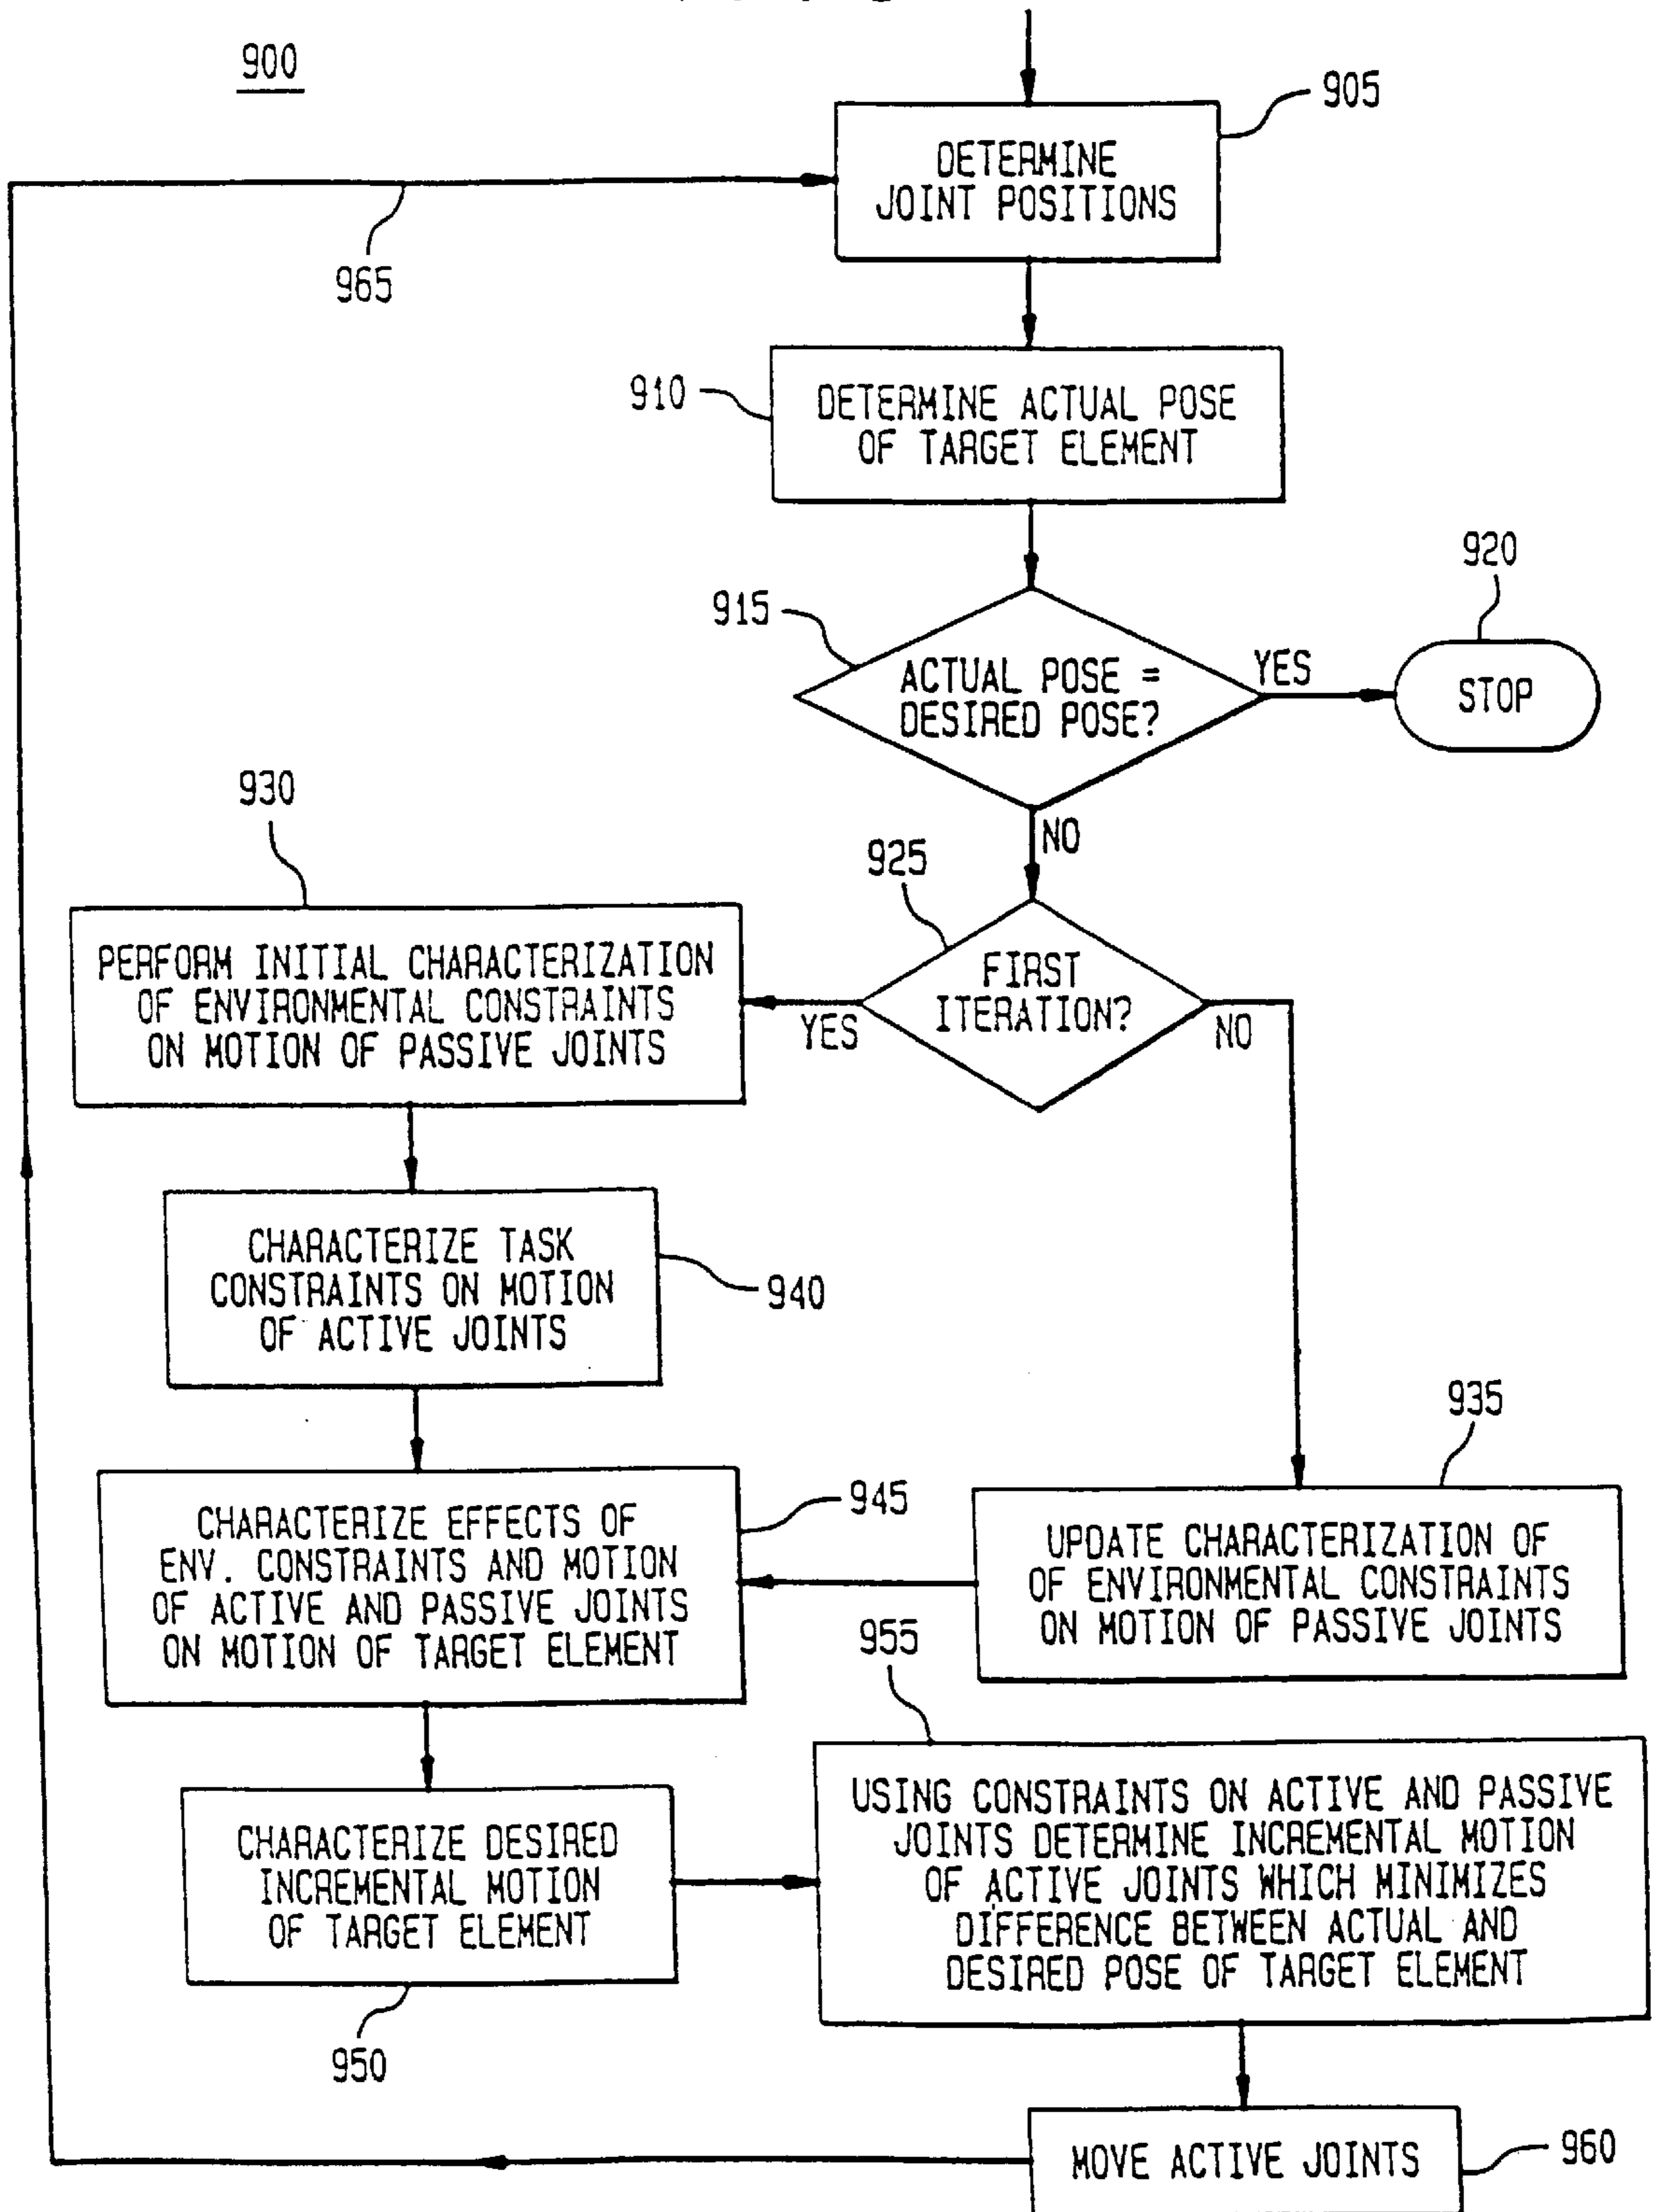 900
905
DETERMINE
JOINT POSITIONS
965
910
DETERMINE ACTUAL POSE
OF TARGET ELEMENT
920
915
ACTUAL POSE =
DESIRED POSE?
YES
STOP
NO
930
925
PERFORM INITIAL CHARACTERIZATION
OF ENVIRONMENTAL CONSTRAINTS
ON MOTION OF PASSIVE JOINTS
FIRST
ITERATION?
YES
NO
CHARACTERIZE TASK
CONSTRAINTS ON MOTION
OF ACTIVE JOINTS
940
935
CHARACTERIZE EFFECTS OF
ENV. CONSTRAINTS AND MOTION
OF ACTIVE AND PASSIVE JOINTS
ON MOTION OF TARGET ELEMENT
945
UPDATE CHARACTERIZATION OF
OF ENVIRONMENTAL CONSTRAINTS
ON MOTION OF PASSIVE JOINTS
955
CHARACTERIZE DESIRED
INCREMENTAL MOTION
OF TARGET ELEMENT
950
USING CONSTRAINTS ON ACTIVE AND PASSIVE
JOINTS DETERMINE INCREMENTAL MOTION
OF ACTIVE JOINTS WHICH MINIMIZES
DIFFERENCE BETWEEN ACTUAL AND
DESIRED POSE OF TARGET ELEMENT
MOVE ACTIVE JOINTS
960